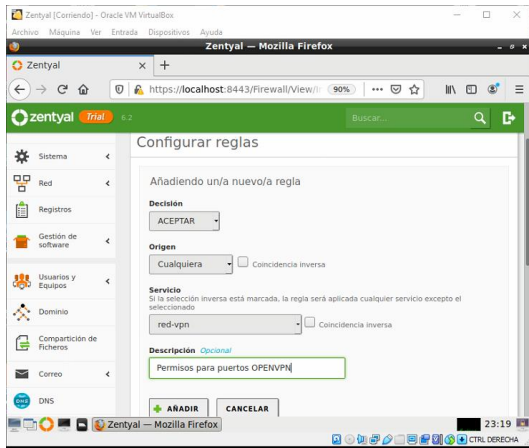 Zentyal [Corriendo] - Oracle VM VirtualBox
Archivo Máquina Ver Entrada Dispositivos Ayuda
Zentyal — Mozilla Firefox
Zentyal
https://localhost:8443/Firewall/View/I 90%
zentyal Trial 6.2 Buscar...
Configurar reglas
Sistema
Red
Registros
Gestión de
software
Usuarios y
Equipos
Dominio
Compartición de
Ficheros
Correo
DNS
Añadiendo un/a nuevo/a regla
Decisión
ACEPTAR
Origen
Cualquiera Coincidencia inversa
Servicio
Si la selección inversa está marcada, la regla será aplicada cualquier servicio excepto el
seleccionado
red-vpn Coincidencia inversa
Descripción Opcional
Permisos para puertos OPENVPN
AÑADIR CANCELAR
Zentyal — Mozilla Firefox 23:19
CTRL DERECHA